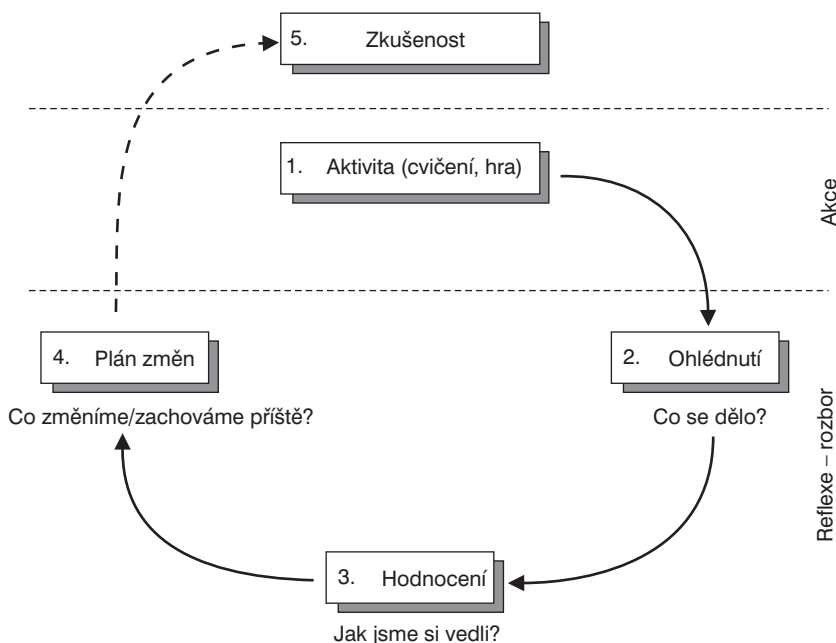 5. Zkušenost
1. Aktivita (cvičení, hra)
Akce
4. Plán změn
2. Ohlédnutí
Co změníme/zachováme příště?
Co se dělo?
Reflexe – rozbor
3. Hodnocení
Jak jsme si vedli?